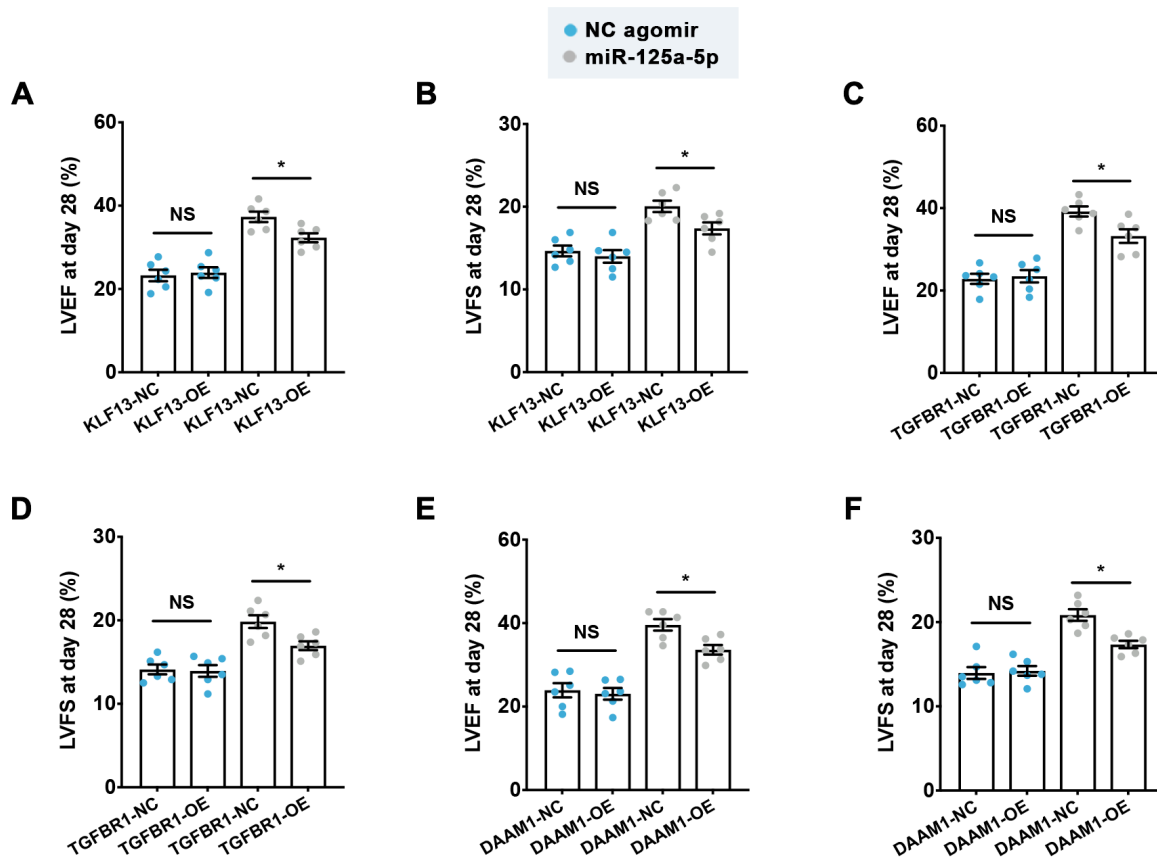 NC agomir
miR-125a-5p
A
LVEF at day 28 (%)
60
40
20
0
NS
*
KLF13-NC
KLF13-OE
KLF13-NC
KLF13-OE
B
LVFS at day 28 (%)
30
20
10
0
NS
*
KLF13-NC
KLF13-OE
KLF13-NC
KLF13-OE
C
LVEF at day 28 (%)
60
40
20
0
NS
*
TGFBR1-NC
TGFBR1-OE
TGFBR1-NC
TGFBR1-OE
D
LVFS at day 28 (%)
30
20
10
0
NS
*
TGFBR1-NC
TGFBR1-OE
TGFBR1-NC
TGFBR1-OE
E
LVEF at day 28 (%)
60
40
20
0
NS
*
DAAM1-NC
DAAM1-OE
DAAM1-NC
DAAM1-OE
F
LVFS at day 28 (%)
30
20
10
0
NS
*
DAAM1-NC
DAAM1-OE
DAAM1-NC
DAAM1-OE